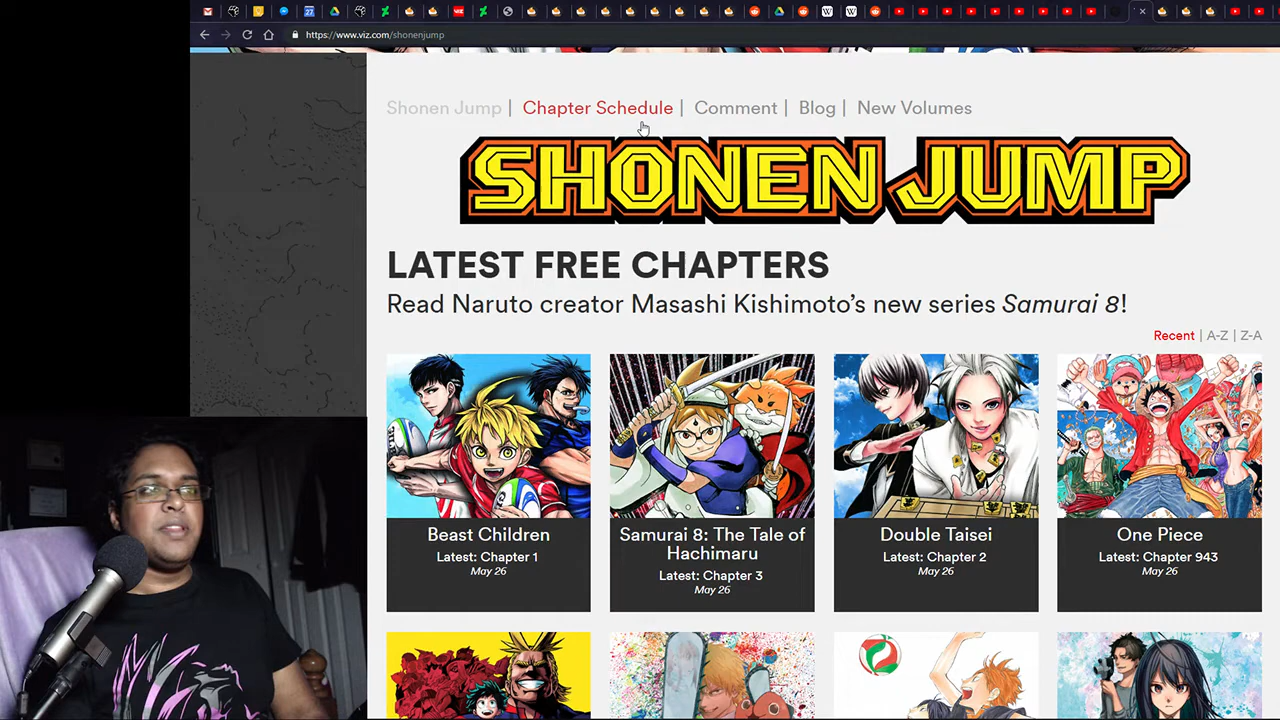 https://www.viz.com/shonenjump
Shonen Jump | Chapter Schedule | Comment | Blog | New Volumes
SHONEN JUMP
LATEST FREE CHAPTERS
Read Naruto creator Masashi Kishimoto’s new series Samurai 8!
Recent | A-Z | Z-A
Beast Children
Latest: Chapter 1
May 26
Samurai 8: The Tale of
Hachimaru
Latest: Chapter 3
May 26
Double Taisei
Latest: Chapter 2
May 26
One Piece
Latest: Chapter 943
May 26